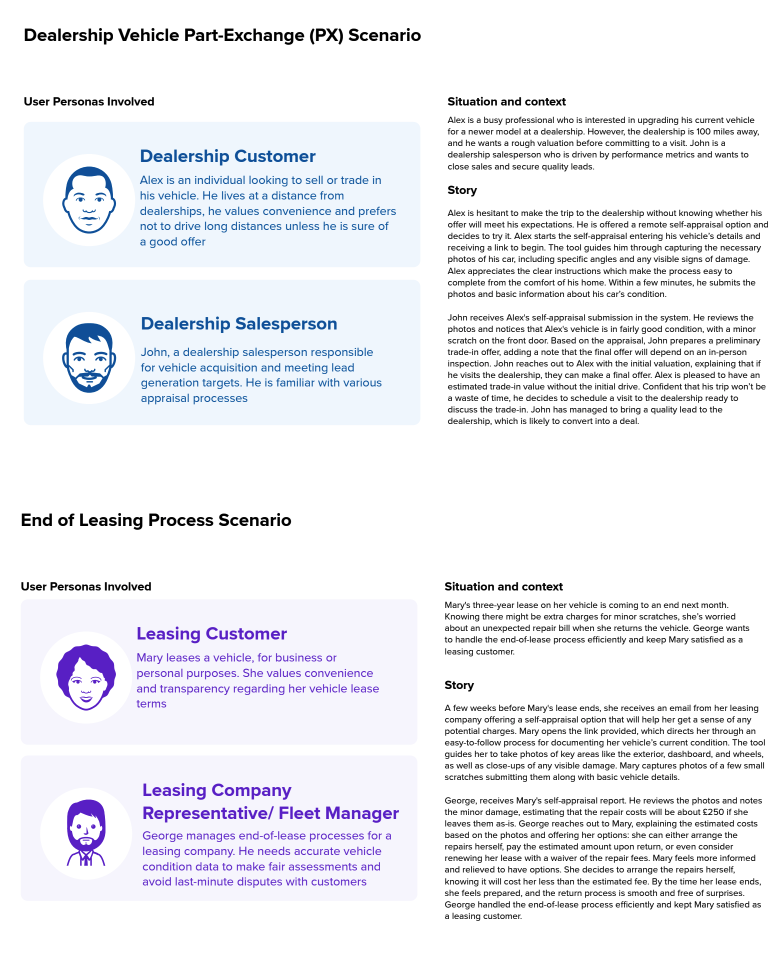 Dealership Vehicle Part-Exchange (PX) Scenario
User Personas Involved
Dealership Customer
Alex is an individual looking to sell or trade in
his vehicle. He lives at a distance from
dealerships, he values convenience and prefers
not to drive long distances unless he is sure of
a good offer
Dealership Salesperson
John, a dealership salesperson responsible
for vehicle acquisition and meeting lead
generation targets. He is familiar with various
appraisal processes
Situation and context
Alex is a busy professional who is interested in upgrading his current vehicle
for a newer model at a dealership. However, the dealership is 100 miles away,
and he wants a rough valuation before committing to a visit. John is a
dealership salesperson who is driven by performance metrics and wants to
close sales and secure quality leads.
Story
Alex is hesitant to make the trip to the dealership without knowing whether his
offer will meet his expectations. He is offered a remote self-appraisal option and
decides to try it. Alex starts the self-appraisal entering his vehicle's details and
receiving a link to begin. The tool guides him through capturing the necessary
photos of his car, including specific angles and any visible signs of damage.
Alex appreciates the clear instructions which make the process easy to
complete from the comfort of his home. Within a few minutes, he submits the
photos and basic information about his car's condition.
John receives Alex's self-appraisal submission in the system. He reviews the
photos and notices that Alex's vehicle is in fairly good condition, with a minor
scratch on the front door. Based on the appraisal, John prepares a preliminary
trade-in offer, adding a note that the final offer will depend on an in-person
inspection. John reaches out to Alex with the initial valuation, explaining that if
he visits the dealership, they can make a final offer. Alex is pleased to have an
estimated trade-in value without the initial drive. Confident that his trip won't be
a waste of time, he decides to schedule a visit to the dealership ready to
discuss the trade-in. John has managed to bring a quality lead to the
dealership, which is likely to convert into a deal.
End of Leasing Process Scenario
User Personas Involved
Leasing Customer
Mary leases a vehicle, for business or
personal purposes. She values convenience
and transparency regarding her vehicle lease
terms
Leasing Company
Representative/ Fleet Manager
George manages end-of-lease processes for a
leasing company. He needs accurate vehicle
condition data to make fair assessments and
avoid last-minute disputes with customers
Situation and context
Mary's three-year lease on her vehicle is coming to an end next month.
Knowing there might be extra charges for minor scratches, she's worried
about an unexpected repair bill when she returns the vehicle. George wants
to handle the end-of-lease process efficiently and keep Mary satisfied as a
leasing customer.
Story
A few weeks before Mary's lease ends, she receives an email from her leasing
company offering a self-appraisal option that will help her get a sense of any
potential charges. Mary opens the link provided, which directs her through an
easy-to-follow process for documenting her vehicle's current condition. The tool
guides her to take photos of key areas like the exterior, dashboard, and wheels,
as well as close-ups of any visible damage. Mary captures photos of a few small
scratches submitting them along with basic vehicle details.
George, receives Mary's self-appraisal report. He reviews the photos and notes
the minor damage, estimating that the repair costs will be about £250 if she
leaves them as-is. George reaches out to Mary, explaining the estimated costs
based on the photos and offering her options: she can either arrange the
repairs herself, pay the estimated amount upon return, or even consider
renewing her lease with a waiver of the repair fees. Mary feels more informed
and relieved to have options. She decides to arrange the repairs herself,
knowing it will cost her less than the estimated fee. By the time her lease ends,
she feels prepared, and the return process is smooth and free of surprises.
George handled the end-of-lease process efficiently and kept Mary satisfied as
a leasing customer.